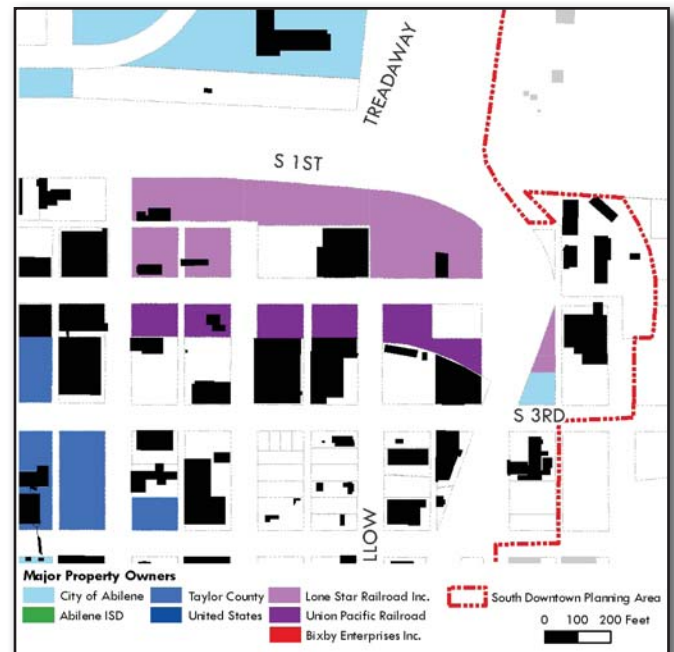 TREADAWAY
S 1ST
S 3RD
LLOW
Major Property Owners
City of Abilene
Taylor County
Lone Star Railroad Inc.
South Downtown Planning Area
Abilene ISD
United States
Union Pacific Railroad
Bixby Enterprises Inc.
0 100 200 Feet